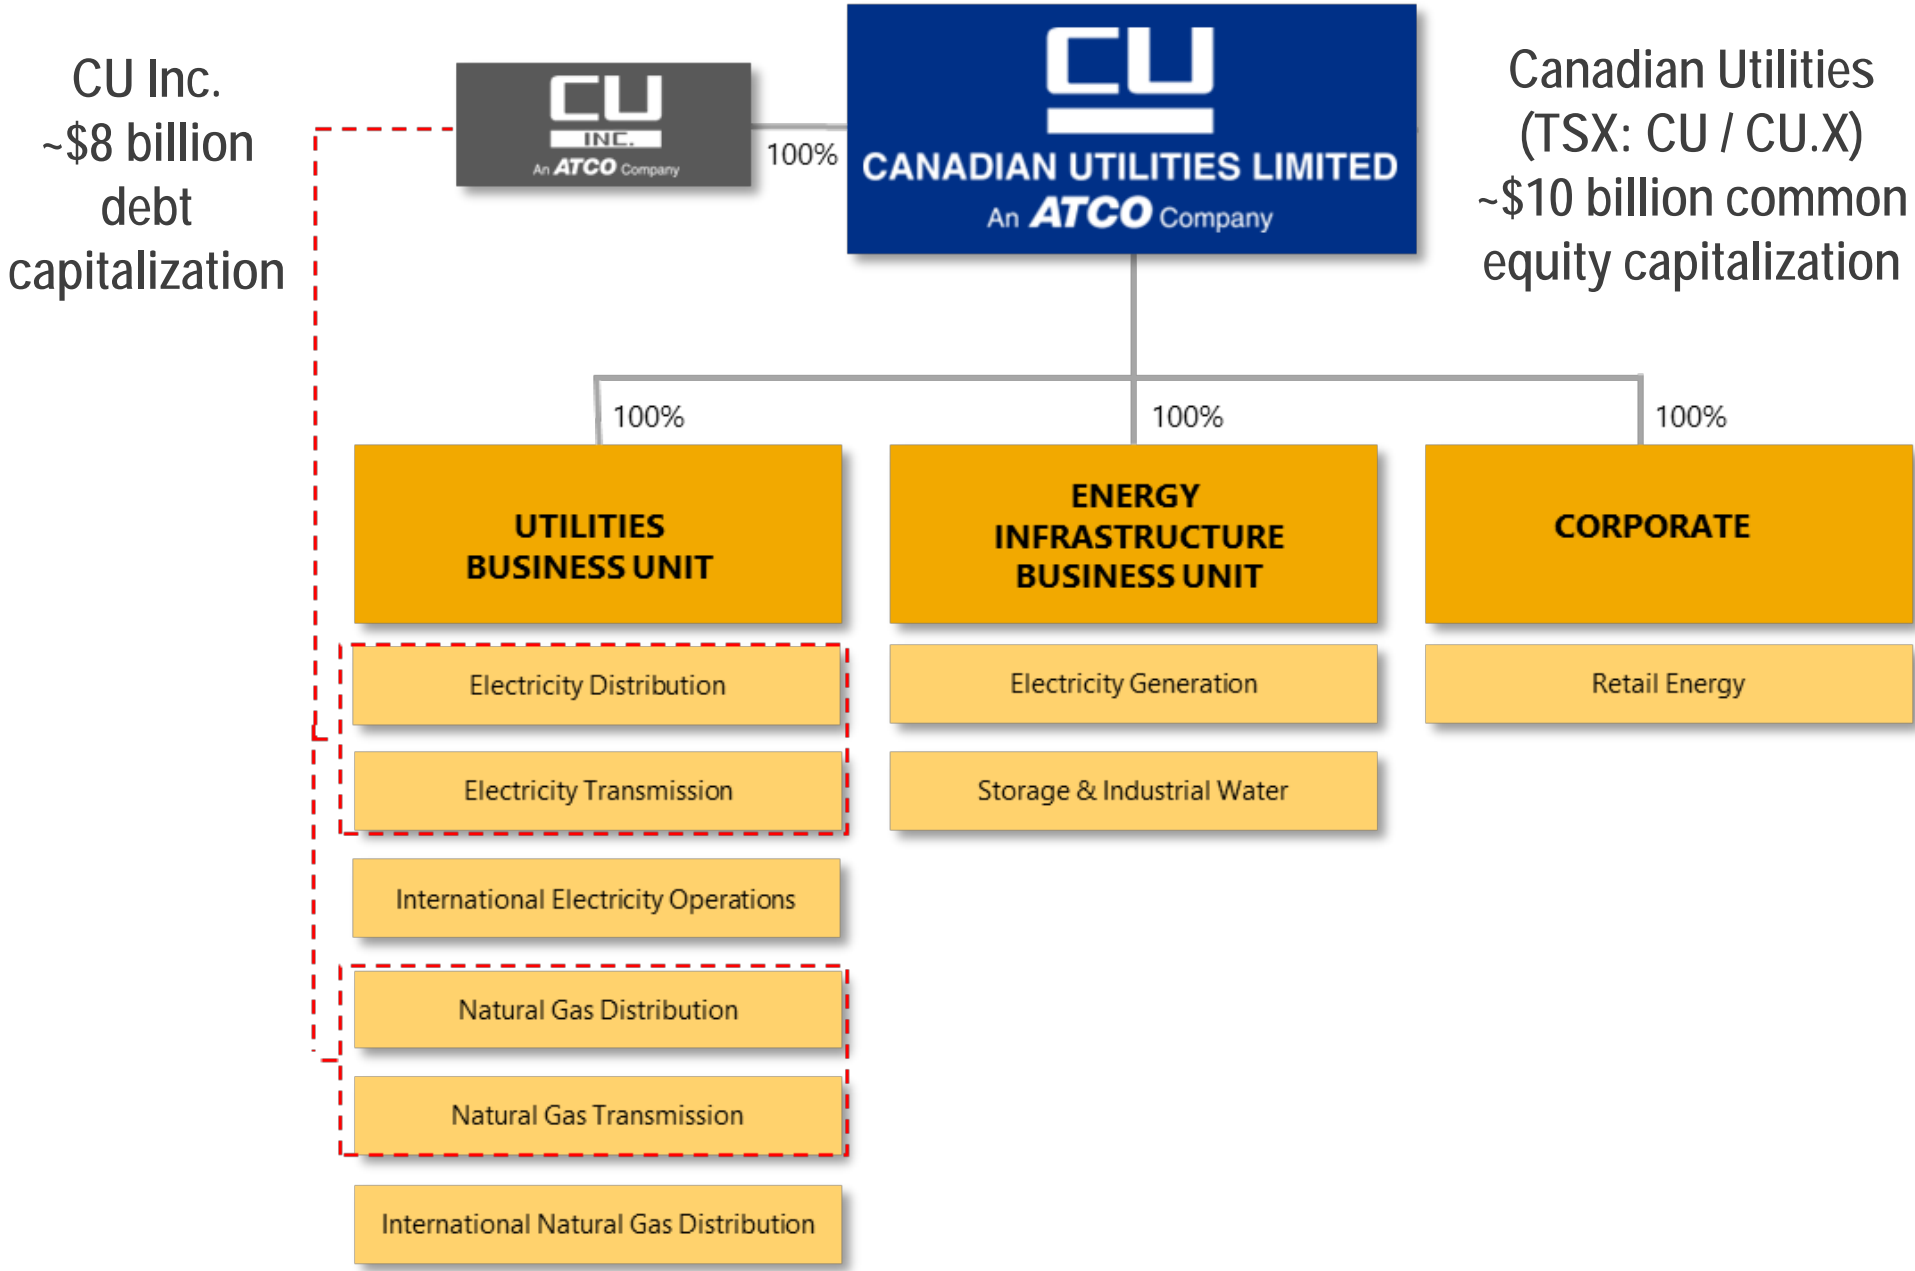 CU Inc.
~$8 billion
debt
capitalization
CU
INC.
An ATCO Company
100%
CU
CANADIAN UTILITIES LIMITED
An ATCO Company
Canadian Utilities
(TSX: CU / CU.X)
~$10 billion common
equity capitalization
100%
100%
100%
UTILITIES
BUSINESS UNIT
ENERGY
INFRASTRUCTURE
BUSINESS UNIT
CORPORATE
Electricity Distribution
Electricity Generation
Retail Energy
Electricity Transmission
Storage & Industrial Water
International Electricity Operations
Natural Gas Distribution
Natural Gas Transmission
International Natural Gas Distribution